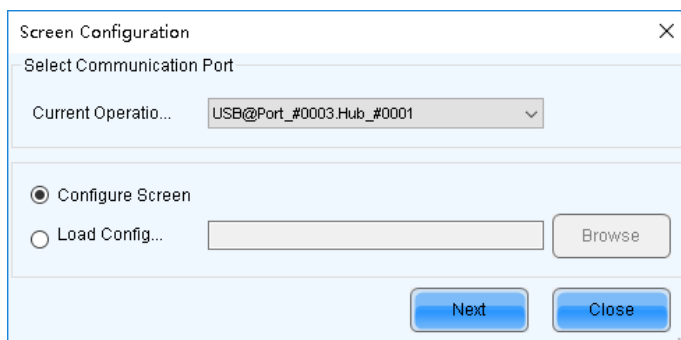 Screen Configuration
Select Communication Port
Current Operatio... USB@Port_#0003.Hub_#0001
Configure Screen
Load Config... Browse
Next Close